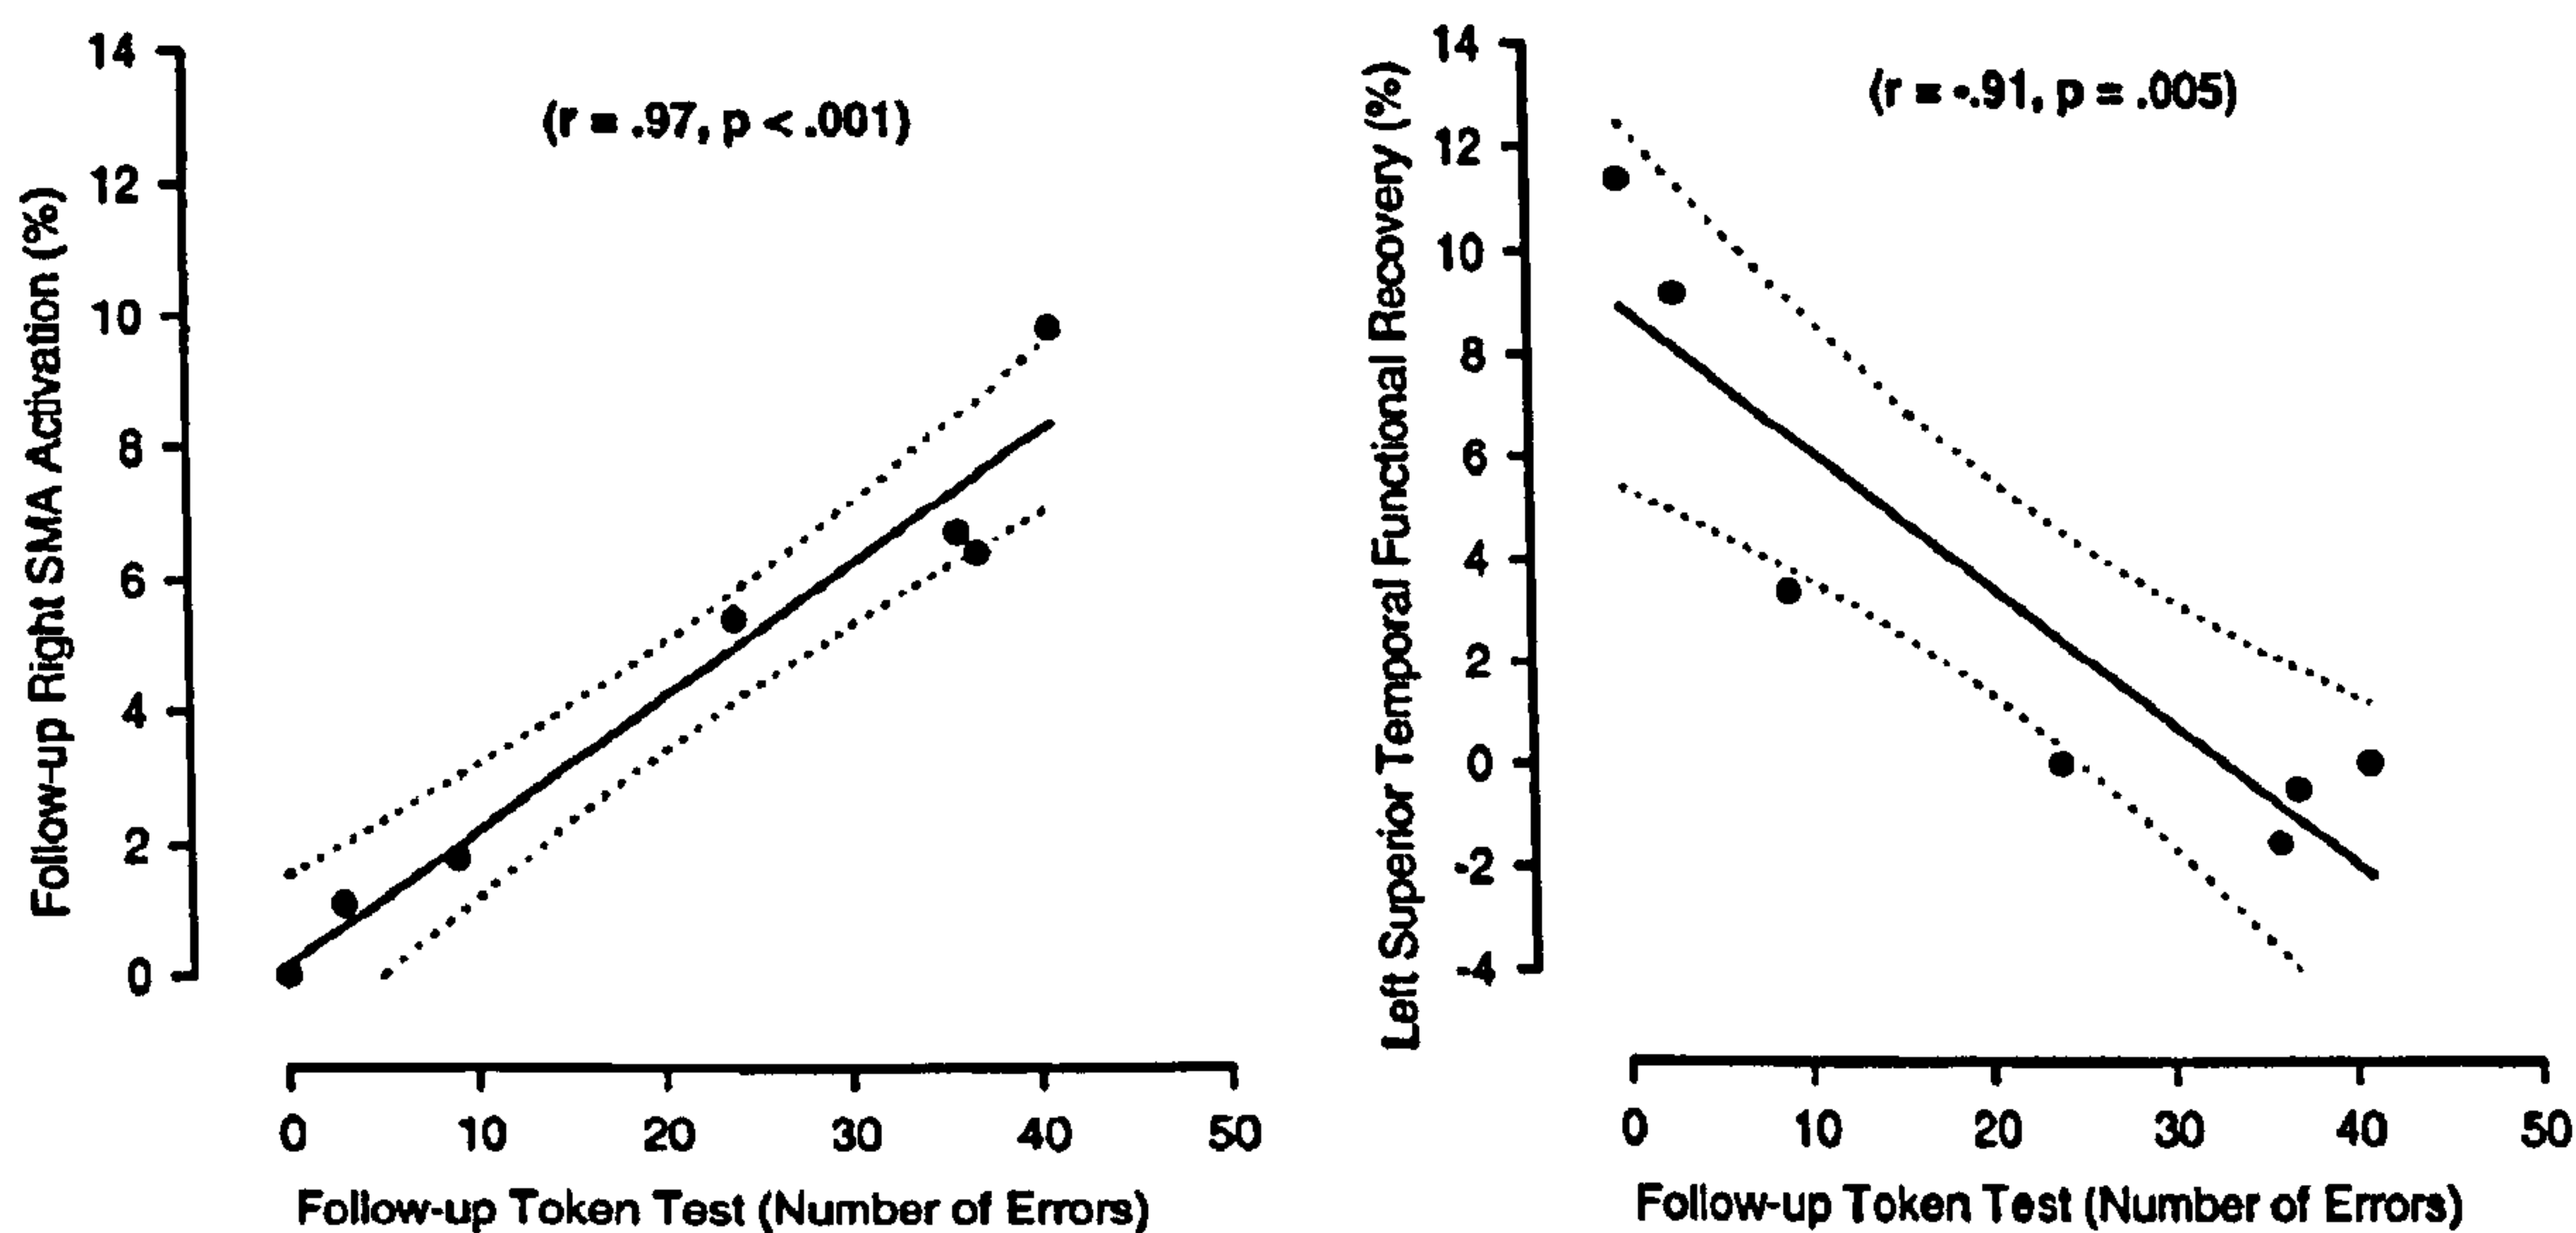 14
12
10
8
6
4
2
0
Follow-up Right SMA Activation (%)
(r = .97, p < .001)
0 10 20 30 40 50
Follow-up Token Test (Number of Errors)
14
12
10
8
6
4
2
0
-2
-4
Left Superior Temporal Functional Recovery (%)
(r = -.91, p = .005)
0 10 20 30 40 50
Follow-up Token Test (Number of Errors)